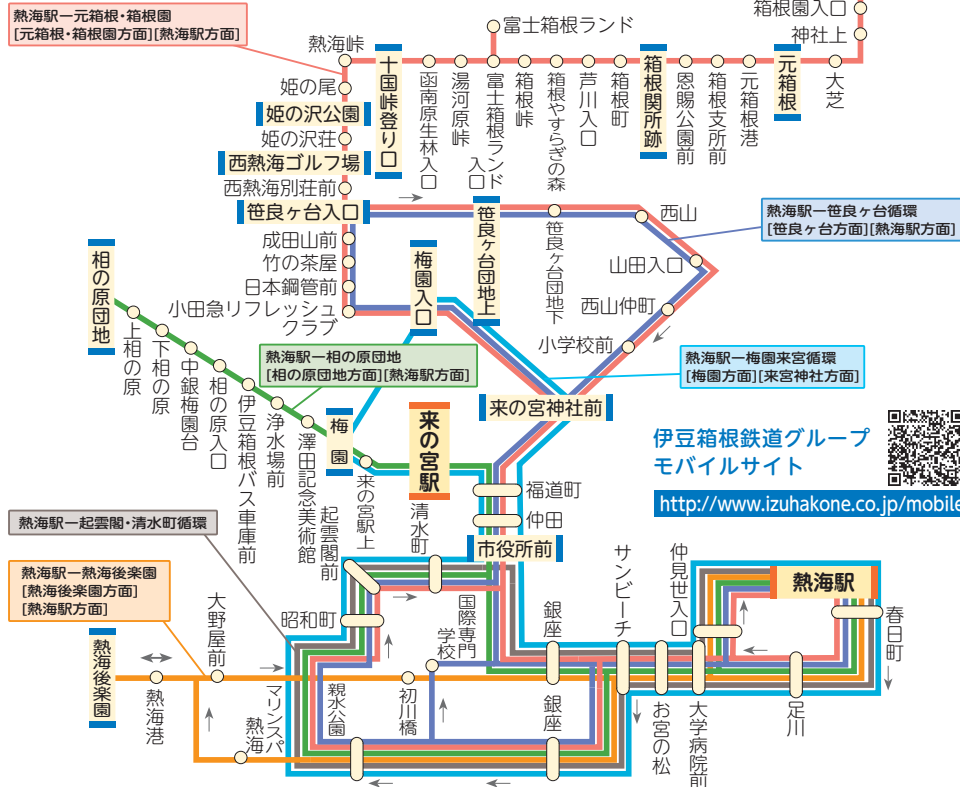 熱海駅ー元箱根・箱根園
[元箱根・箱根園方面][熱海駅方面]
箱根園入口
神社上
大芝
元箱根
元箱根港
箱根支所前
恩賜公園前
箱根関所跡
箱根町
芦川入口
箱根やすらぎの森
箱根峠
富士箱根ランド
富士箱根ランド
入口
湯河原峠
函南原生林入口
十国峠登り口
熱海峠
姫の尾
姫の沢公園
姫の沢荘
西熱海ゴルフ場
西熱海別荘前
笹良ヶ台入口
成田山前
竹の茶屋
日本鋼管前
小田急リフレッシュ
クラブ
梅園入口
笹良ヶ台団地上
笹良ヶ台団地下
西山
山田入口
西山仲町
小学校前
来の宮神社前
熱海駅ー笹良ヶ台循環
[笹良ヶ台方面][熱海駅方面]
熱海駅ー梅園来宮循環
[梅園方面][来宮神社方面]
熱海駅ー相の原団地
[相の原団地方面][熱海駅方面]
相の原団地
上相の原
下相の原
中銀梅園台
相の原入口
伊豆箱根バス車庫前
浄水場前
澤田記念美術館
梅園
来の宮駅上
来の宮駅
福道町
仲田
市役所前
伊豆箱根鉄道グループ
モバイルサイト
http://www.izuhakone.co.jp/mobile
熱海駅ー起雲閣・清水町循環
熱海駅ー熱海後楽園
[熱海後楽園方面]
[熱海駅方面]
熱海後楽園
熱海港
大野屋前
マリンスパ
熱海
昭和町
起雲閣前
清水町
国際専門
学校
親水公園
初川橋
銀座
銀座
サンビーチ
お宮の松
仲見世入口
大学病院前
熱海駅
春日町
足川